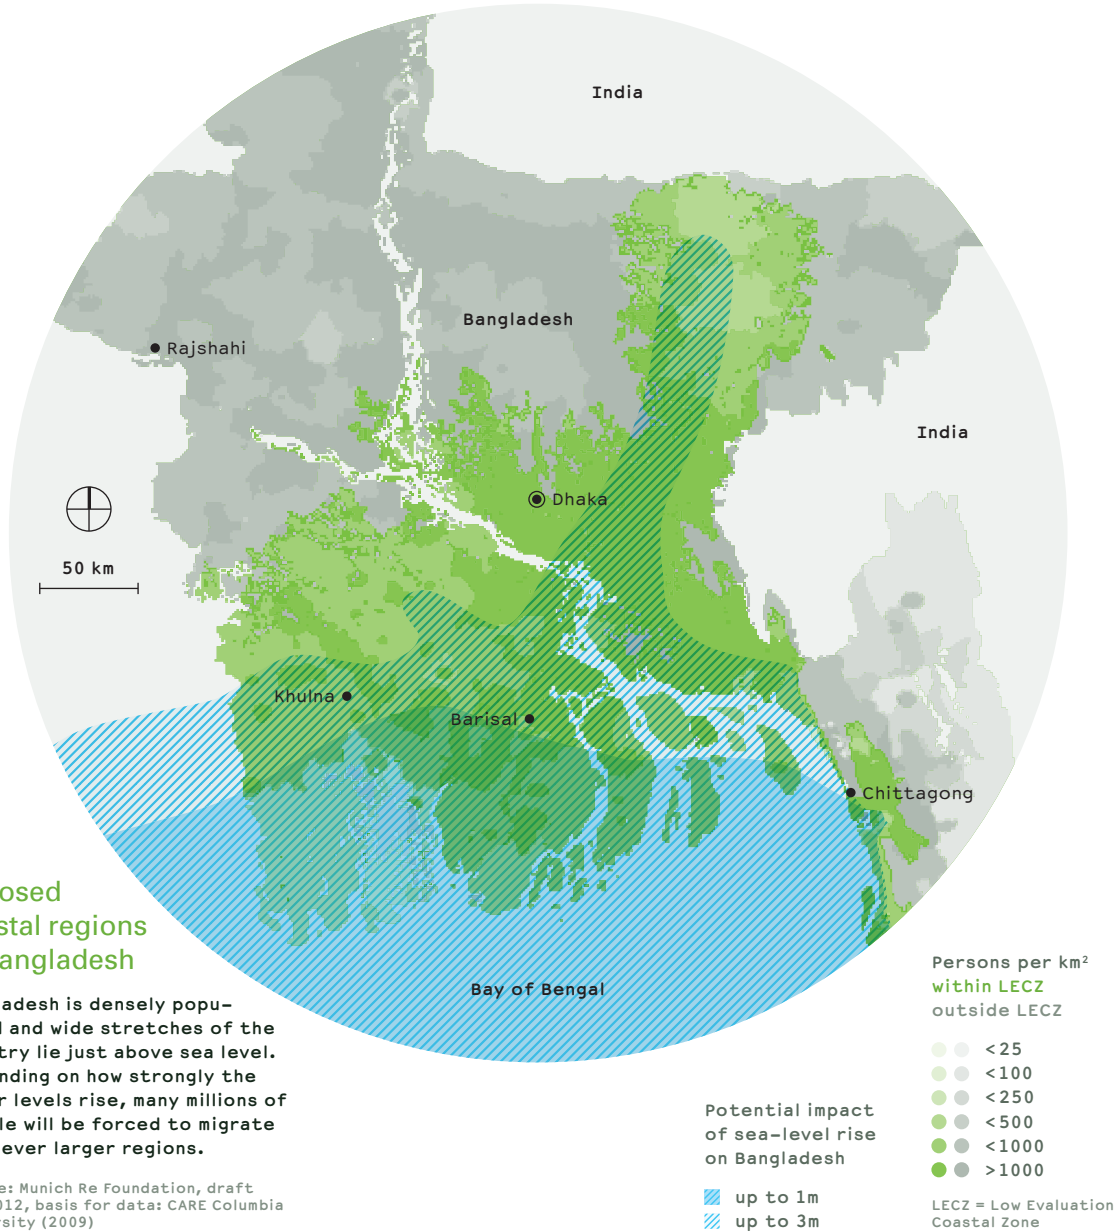 India
Bangladesh
Rajshahi
India
Dhaka
50 km
Khulna
Barisal
Chittagong
Bay of Bengal
osed
stal regions
angladesh
ladesh is densely popu–
d and wide stretches of the
try lie just above sea level.
nding on how strongly the
r levels rise, many millions of
le will be forced to migrate
ever larger regions.
e: Munich Re Foundation, draft
012, basis for data: CARE Columbia
rsity (2009)
Potential impact
of sea–level rise
on Bangladesh
up to 1m
up to 3m
Persons per km²
within LECZ
outside LECZ
<25
<100
<250
<500
<1000
>1000
LECZ = Low Evaluation
Coastal Zone